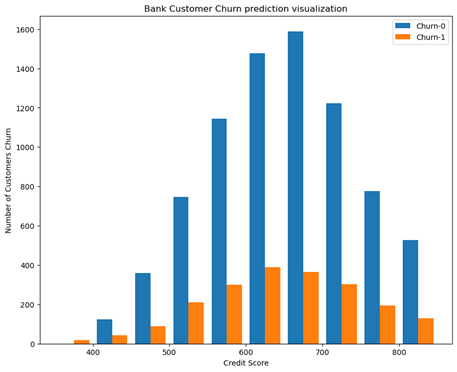 Bank Customer Churn prediction visualization
Churn-0
Churn-1
1600
1400
1200
1000
800
600
400
200
0
Number of Customers Churn
400 500 600 700 800
Credit Score